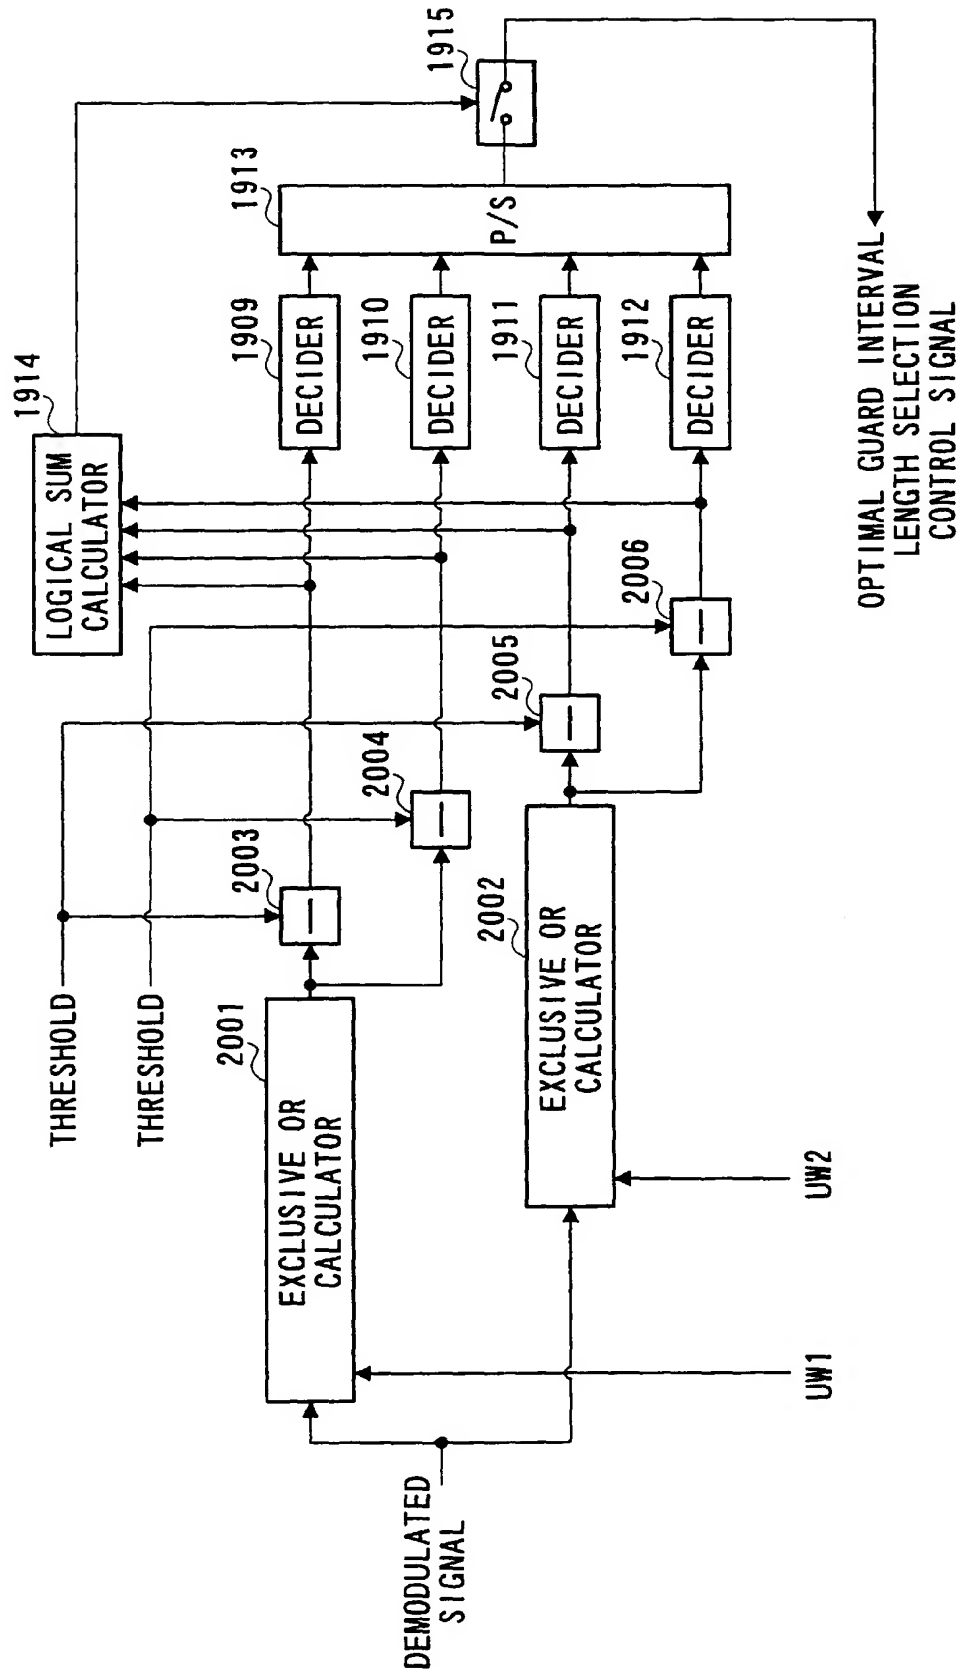 THRESHOLD
THRESHOLD
DEMODULATED
SIGNAL
UW1
UW2
2001
EXCLUSIVE OR
CALCULATOR
2002
EXCLUSIVE OR
CALCULATOR
2003
2004
2005
2006
1914
LOGICAL SUM
CALCULATOR
1909
DECIDER
1910
DECIDER
1911
DECIDER
1912
DECIDER
1913
P/S
1915
OPTIMAL GUARD INTERVAL
LENGTH SELECTION
CONTROL SIGNAL